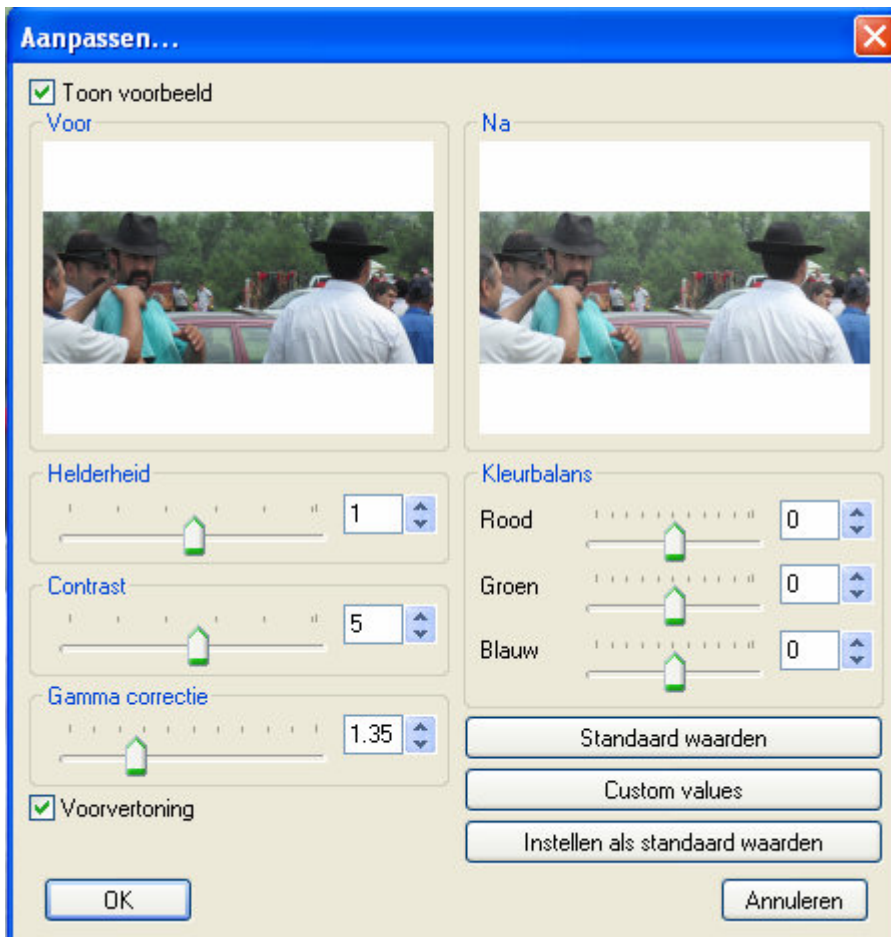 Aanpassen...
Toon voorbeeld
Voor
Na
Helderheid
1
Contrast
5
Gamma correctie
1.35
Voorvertoning
Kleurbalans
Rood
0
Groen
0
Blauw
0
Standaard waarden
Custom values
Instellen als standaard waarden
OK
Annuleren